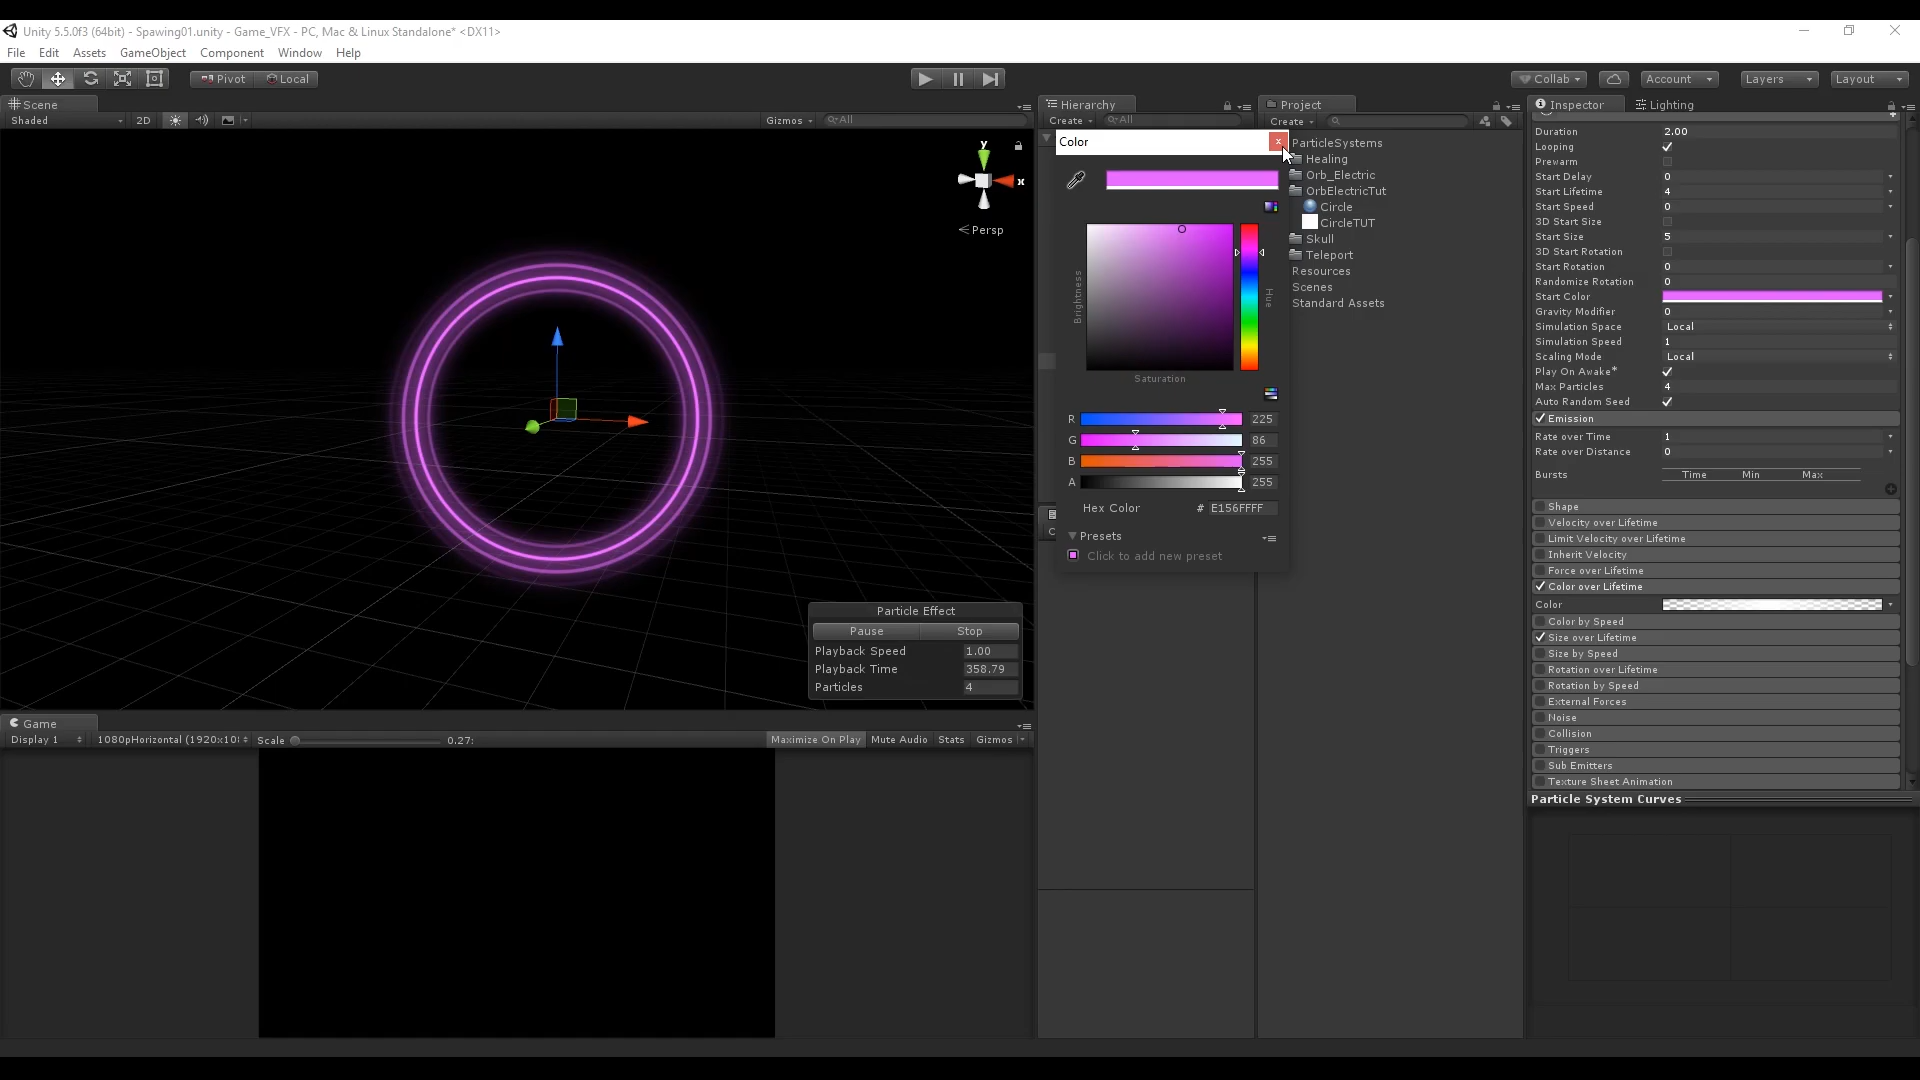 Unity 5.5.0f3 (64bit) - Spawing01.unity - Game_VFX - PC, Mac & Linux Standalone* <DX11>
File Edit Assets GameObject Component Window Help
Pivot Local Collab Account Layers Layout
Scene
Shaded 2D Gizmos All
y
x
Persp
Particle Effect
Pause Stop
Playback Speed 1.00
Playback Time 358.79
Particles 4
Game
Display 1 1080pHorizontal (1920x10 Scale 0.27: Maximize On Play Mute Audio Stats Gizmos
Hierarchy
Create All
Color
Brightness
Hue
Saturation
R 225
G 86
B 255
A 255
Hex Color # E156FFFF
Presets
Click to add new preset
Project
Create
ParticleSystems
Healing
Orb_Electric
OrbElectricTut
Circle
CircleTUT
Skull
Teleport
Resources
Scenes
Standard Assets
Inspector Lighting
Duration 2.00
Looping
Prewarm
Start Delay 0
Start Lifetime 4
Start Speed 0
3D Start Size
Start Size 5
3D Start Rotation
Start Rotation 0
Randomize Rotation 0
Start Color
Gravity Modifier 0
Simulation Space Local
Simulation Speed 1
Scaling Mode Local
Play On Awake*
Max Particles 4
Auto Random Seed
Emission
Rate over Time 1
Rate over Distance 0
Bursts Time Min Max
Shape
Velocity over Lifetime
Limit Velocity over Lifetime
Inherit Velocity
Force over Lifetime
Color over Lifetime
Color
Color by Speed
Size over Lifetime
Size by Speed
Rotation over Lifetime
Rotation by Speed
External Forces
Noise
Collision
Triggers
Sub Emitters
Texture Sheet Animation
Particle System Curves